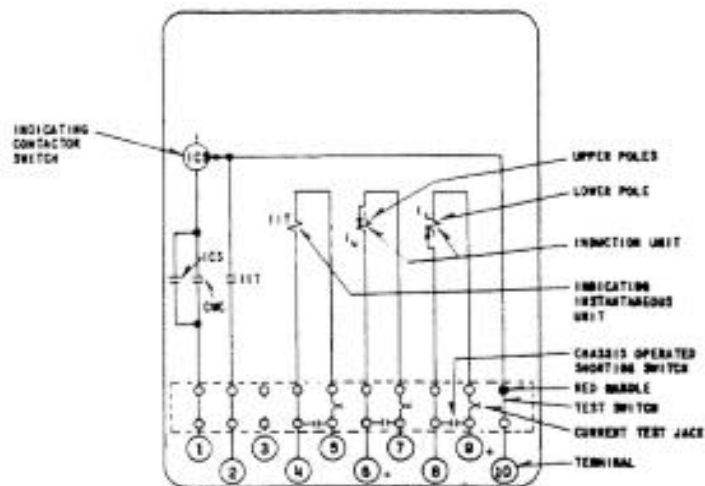 INDICATING
CONTACTOR
SWITCH
ICS
UPPER POLES
LOWER POLE
IIT
INDUCTION UNIT
ICS
IIT
CWC
INDICATING
INSTANTANEOUS
UNIT
CHASSIS OPERATED
SHORTING SWITCH
RED HANDLE
TEST SWITCH
CURRENT TEST JACK
TERMINAL
1
2
3
4
5
6 +
7
8
9 +
10